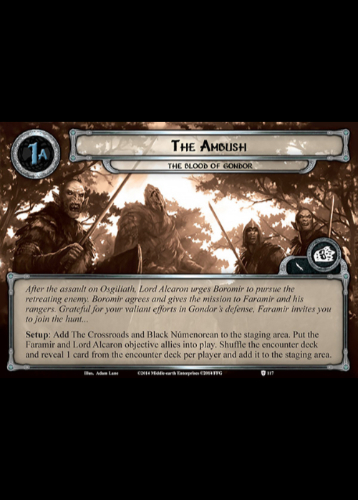 1A
THE AMBUSH
THE BLOOD OF GONDOR
After the assault on Osgiliath, Lord Alcaron urges Boromir to pursue the
retreating enemy. Boromir agrees and gives the mission to Faramir and his
rangers. Grateful for your valiant efforts in Gondor's defense, Faramir invites you
to join the hunt...
Setup: Add The Crossroads and Black Númenorean to the staging area. Put the
Faramir and Lord Alcaron objective allies into play. Shuffle the encounter deck
and reveal 1 card from the encounter deck per player and add it to the staging area.
Illus. Adam Lane ©2014 Middle-earth Enterprises ©2014 FFG 117